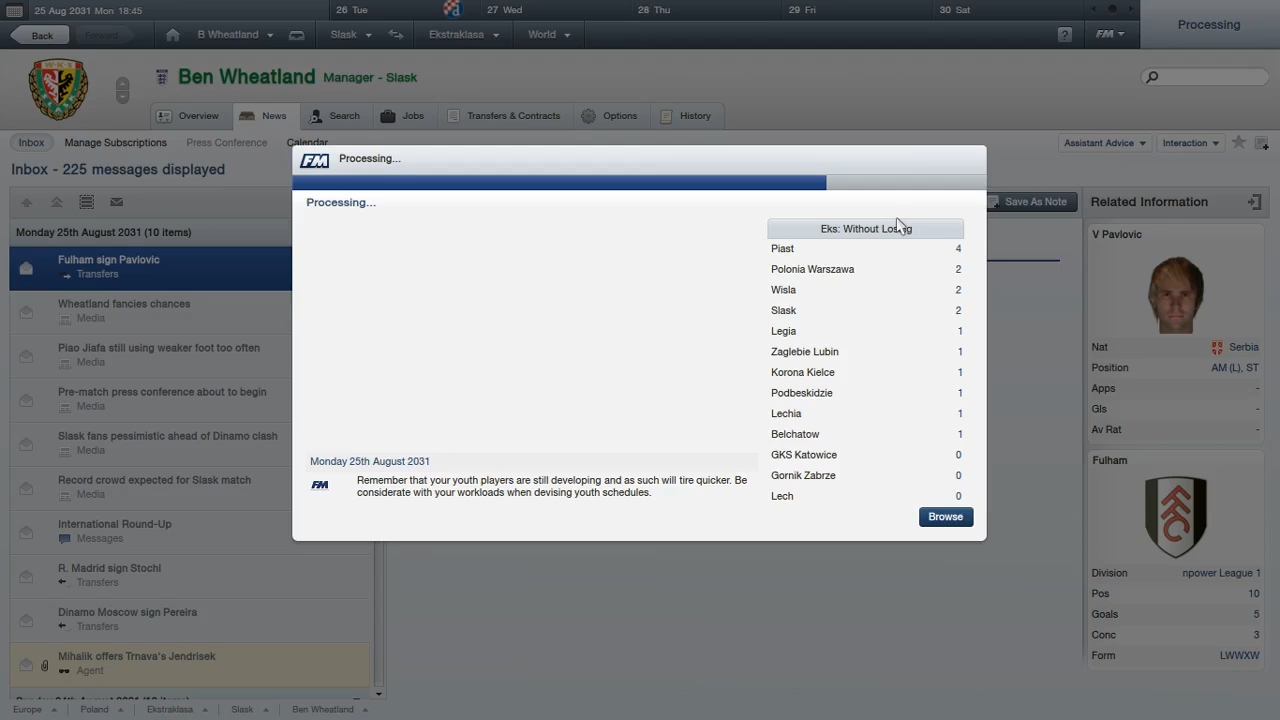 25 Aug 2031 Mon 18:45
26 Tue
27 Wed
28 Thu
29 Fri
30 Sat
Processing
Back
Forward
B Wheatland
Slask
Ekstraklasa
World
?
FM
Ben Wheatland Manager - Slask
Overview
News
Search
Jobs
Transfers & Contracts
Options
History
Inbox
Manage Subscriptions
Press Conference
Calendar
Assistant Advice
Interaction
Inbox - 225 messages displayed
Save As Note
Related Information
Monday 25th August 2031 (10 items)
Fulham sign Pavlovic
Transfers
Wheatland fancies chances
Media
Piao Jiafa still using weaker foot too often
Media
Pre-match press conference about to begin
Media
Slask fans pessimistic ahead of Dinamo clash
Media
Record crowd expected for Slask match
Media
International Round-Up
Messages
R. Madrid sign Stochl
Transfers
Dinamo Moscow sign Pereira
Transfers
Mihalik offers Trnava's Jendrisek
Agent
FM Processing...
Processing...
Eks: Without Losing
Piast 4
Polonia Warszawa 2
Wisla 2
Slask 2
Legia 1
Zaglebie Lubin 1
Korona Kielce 1
Podbeskidzie 1
Lechia 1
Belchatow 1
GKS Katowice 0
Gornik Zabrze 0
Lech 0
Monday 25th August 2031
FM
Remember that your youth players are still developing and as such will tire quicker. Be
considerate with your workloads when devising youth schedules.
Browse
V Pavlovic
Nat Serbia
Position AM (L), ST
Apps -
Gls -
Av Rat -
Fulham
Division npower League 1
Pos 10
Goals 5
Conc 3
Form LWWXW
Europe
Poland
Ekstraklasa
Slask
Ben Wheatland